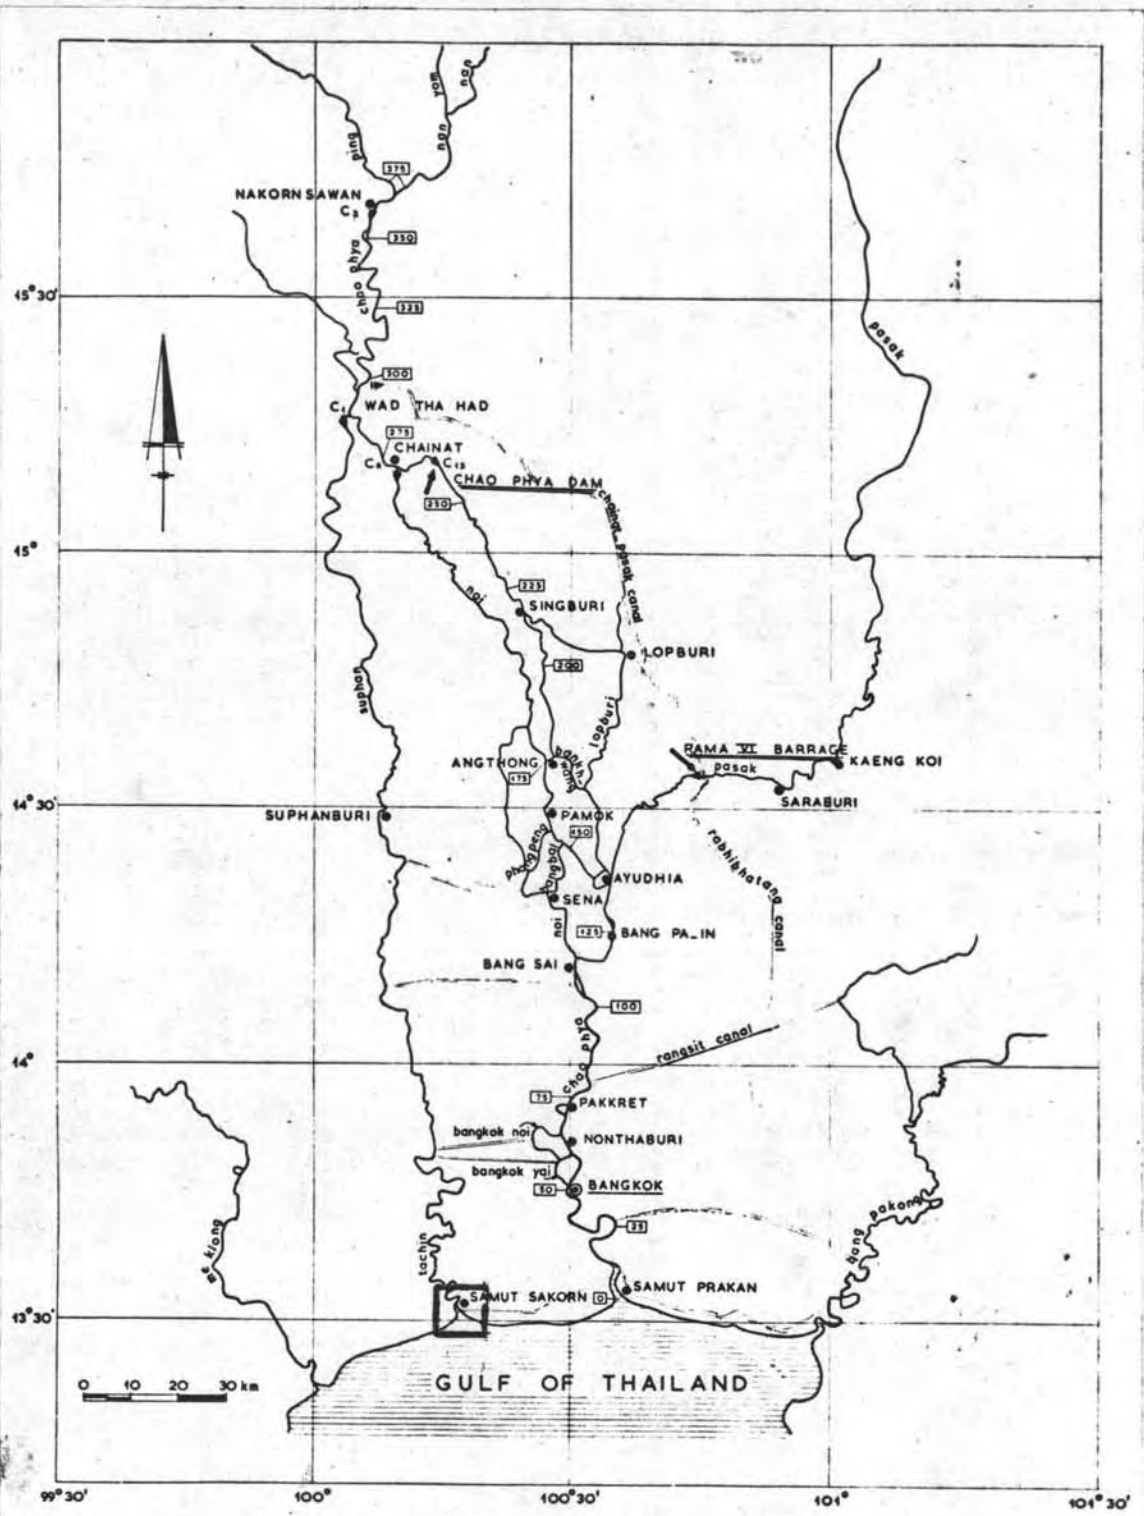 yom
nan
ping
nan
375
NAKORN SAWAN
C2
350
chao phya
15°30'
325
pasak
300
C1 WAD THA HAD
275
CHAINAT
C13
CHAO PHYA DAM
250
chainat pasak canal
15°
noi
225
SINGBURI
LOPBURI
200
suphan
lopburi
RAMA VI BARRAGE
ANGTHONG
pasak
KAENG KOI
175
SARABURI
14°30'
SUPHANBURI
PAMOK
150
phongpeng
bangbal
rabhibhatana canal
AYUDHIA
SENA
noi
125
BANG PA-IN
BANG SAI
100
chao phya
rangsit canal
14°
75
PAKKRET
bangkok noi
NONTHABURI
bangkok yai
50
BANGKOK
25
bang pakong
me klong
tachin
SAMUT PRAKAN
SAMUT SAKORN
0
13°30'
0 10 20 30 km
GULF OF THAILAND
99°30'
100°
100°30'
101°
101°30'